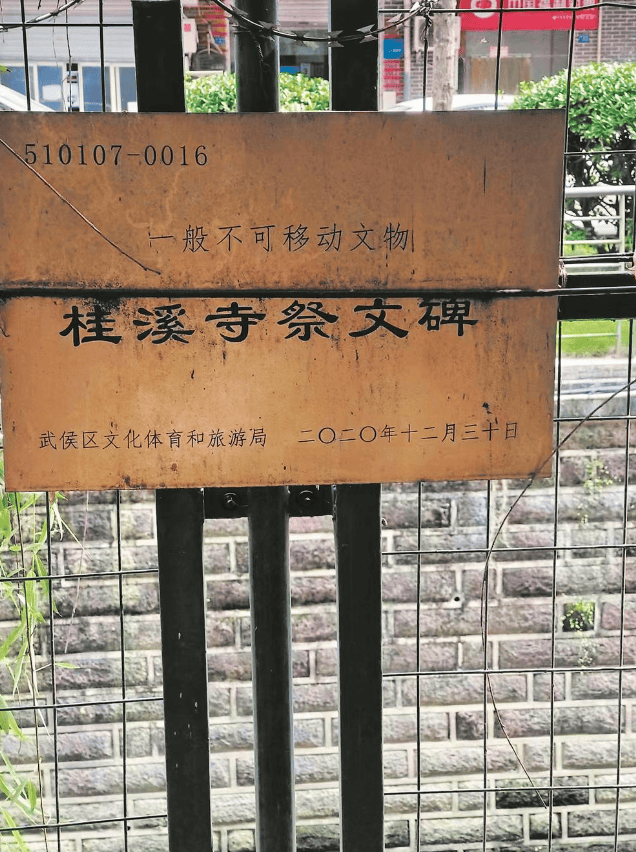 510107-0016
一般不可移动文物
桂溪寺祭文碑
武侯区文化体育和旅游局 二〇二〇年十二月三十日